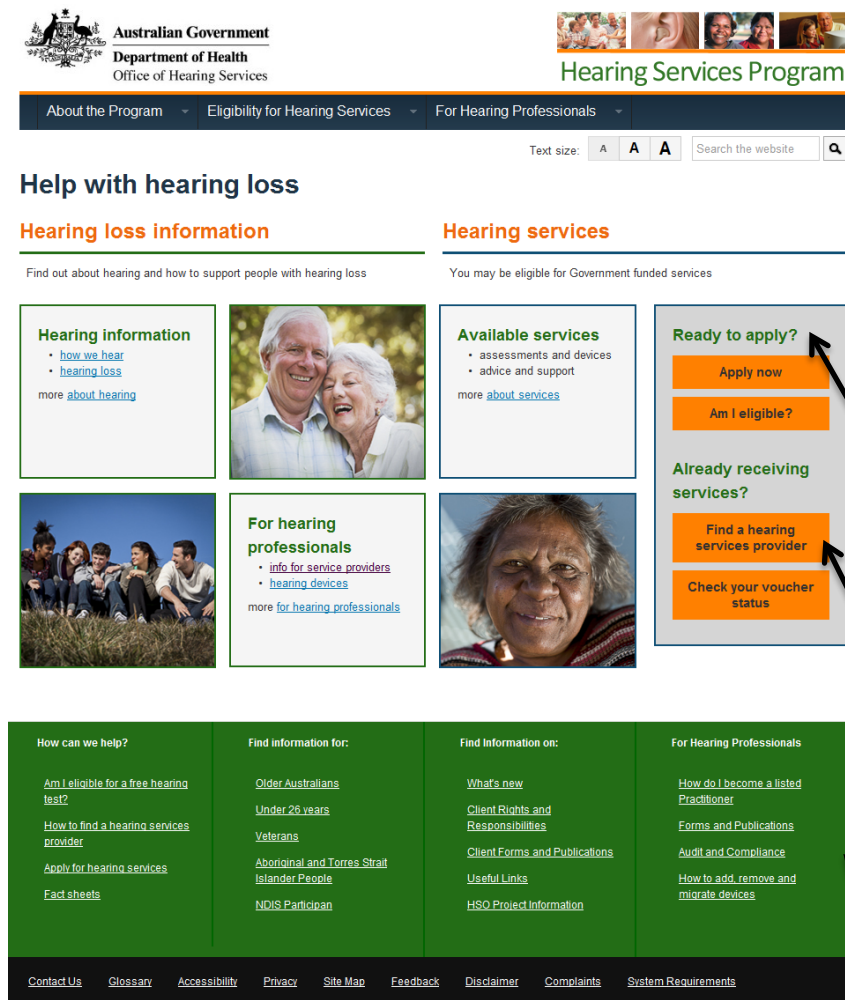 Australian Government
Department of Health
Office of Hearing Services
Hearing Services Program
About the Program
Eligibility for Hearing Services
For Hearing Professionals
Text size: A A A
Search the website
Help with hearing loss
Hearing loss information
Find out about hearing and how to support people with hearing loss
Hearing services
You may be eligible for Government funded services
Hearing information
• how we hear
• hearing loss
more about hearing
Available services
• assessments and devices
• advice and support
more about services
Ready to apply?
Apply now
Am I eligible?
Already receiving
services?
Find a hearing
services provider
Check your voucher
status
For hearing
professionals
• info for service providers
• hearing devices
more for hearing professionals
How can we help?
Am I eligible for a free hearing
test?
How to find a hearing services
provider
Apply for hearing services
Fact sheets
Find information for:
Older Australians
Under 26 years
Veterans
Aboriginal and Torres Strait
Islander People
NDIS Participan
Find Information on:
What's new
Client Rights and
Responsibilities
Client Forms and Publications
Useful Links
HSO Project Information
For Hearing Professionals
How do I become a listed
Practitioner
Forms and Publications
Audit and Compliance
How to add, remove and
migrate devices
Contact Us
Glossary
Accessibility
Privacy
Site Map
Feedback
Disclaimer
Complaints
System Requirements